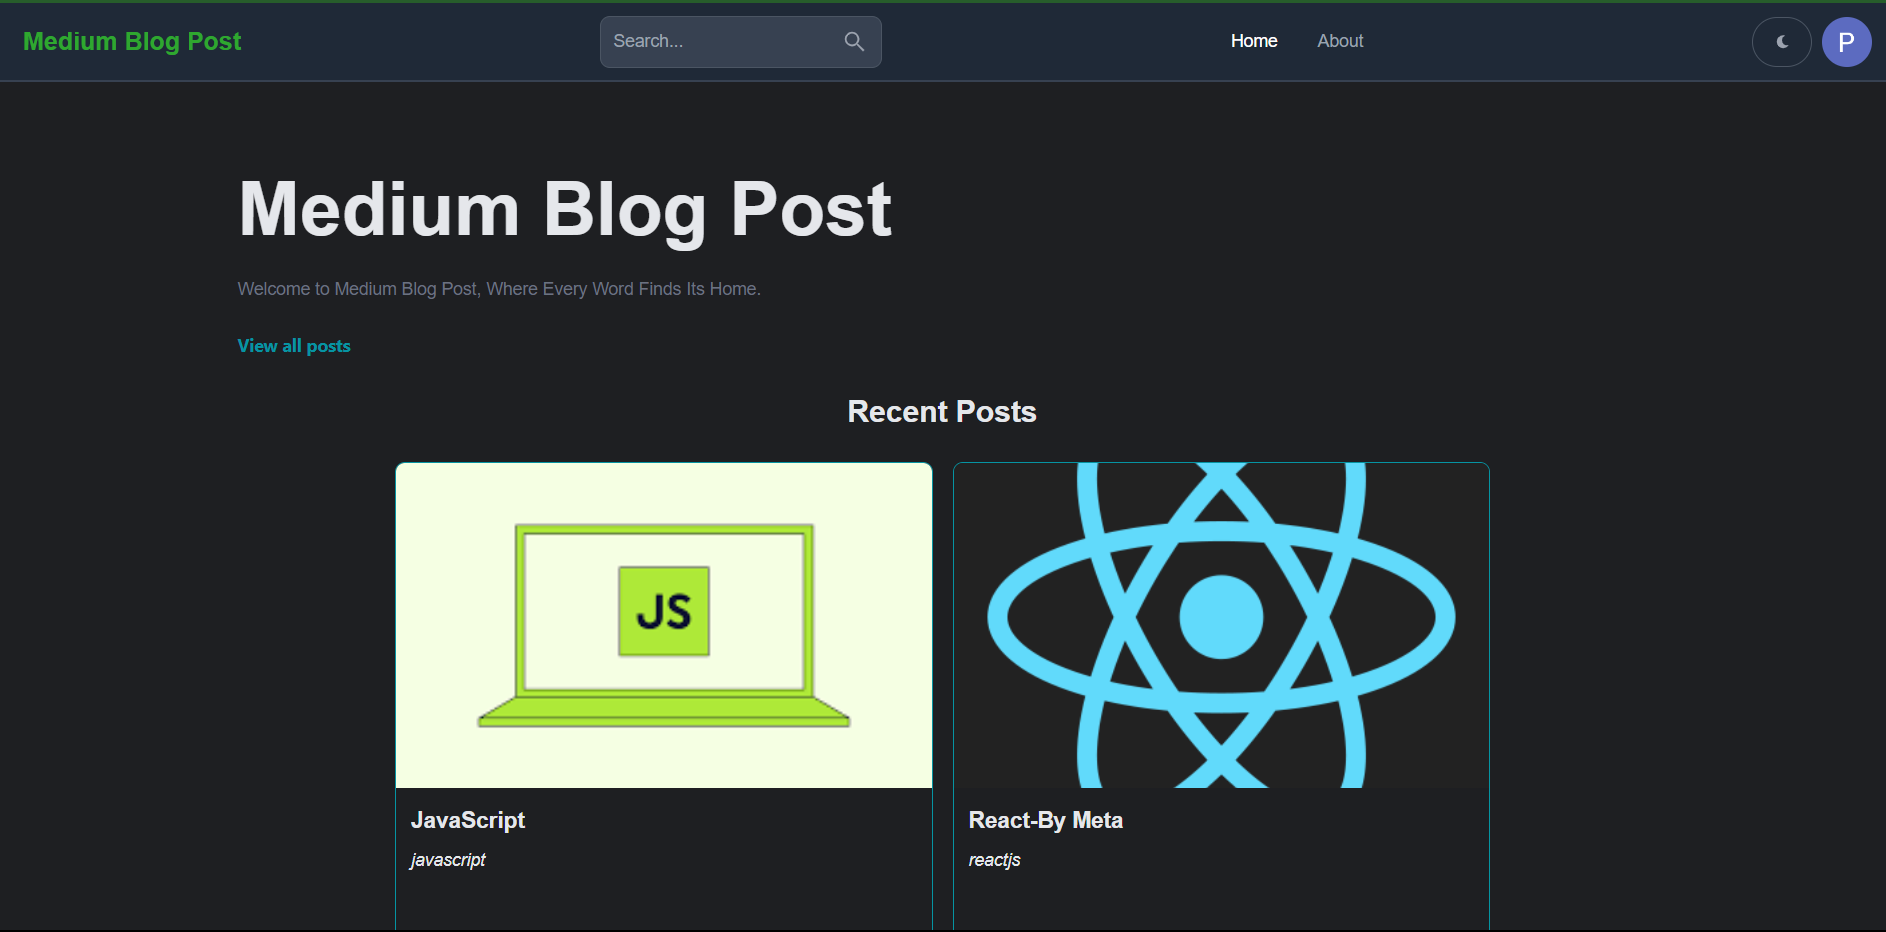 Medium Blog Post
Search...
Home
About
P
Medium Blog Post
Welcome to Medium Blog Post, Where Every Word Finds Its Home.
View all posts
Recent Posts
JS
JavaScript
javascript
React-By Meta
reactjs